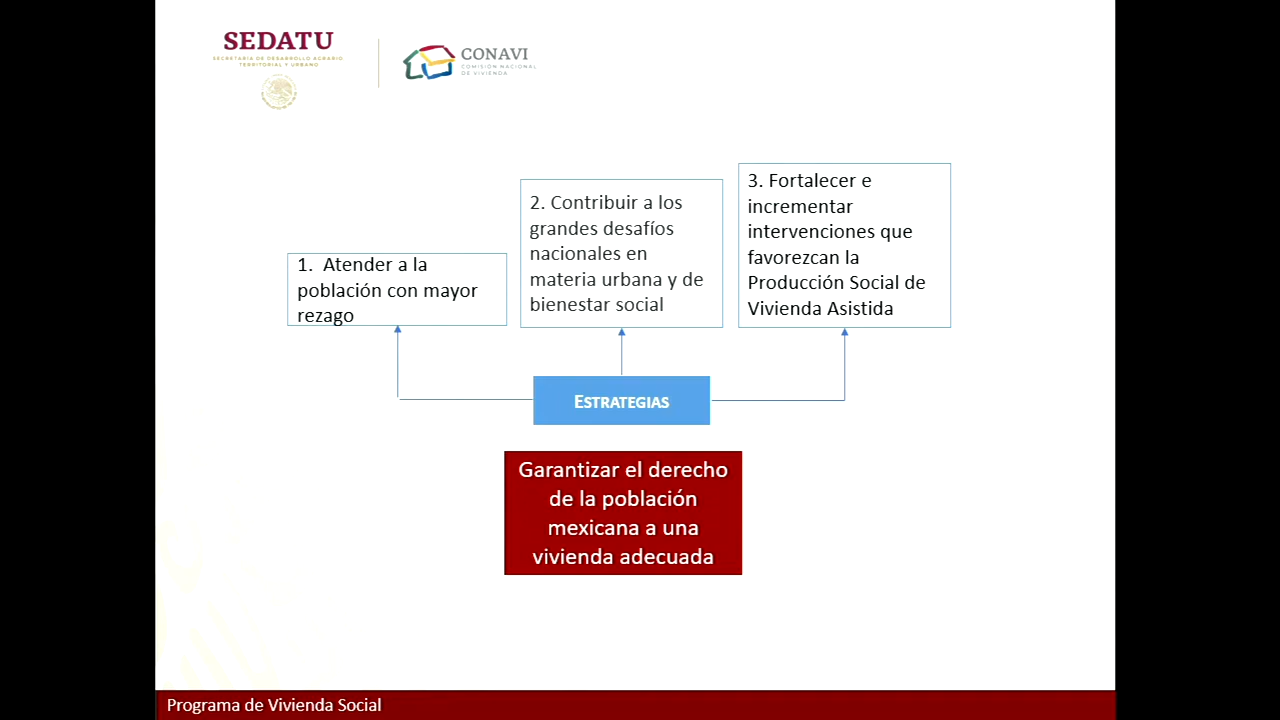 SEDATU
SECRETARÍA DE DESARROLLO AGRARIO
TERRITORIAL Y URBANO
CONAVI
COMISIÓN NACIONAL
DE VIVIENDA
1. Atender a la
población con mayor
rezago
2. Contribuir a los
grandes desafíos
nacionales en
materia urbana y de
bienestar social
3. Fortalecer e
incrementar
intervenciones que
favorezcan la
Producción Social de
Vivienda Asistida
ESTRATEGIAS
Garantizar el derecho
de la población
mexicana a una
vivienda adecuada
Programa de Vivienda Social